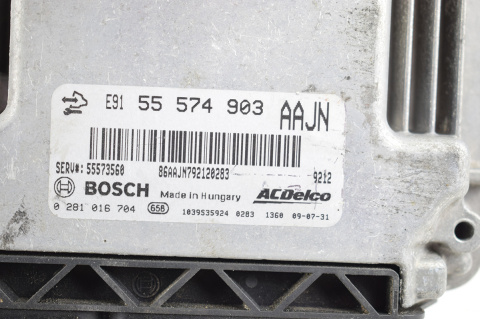 E91 55 574 903 AAJN
SERV#: 55573560 86AAJN792120283 9212
BOSCH Made in Hungary ACDelco
0 281 016 704 658 1039S35924 0283 1360 09-07-31